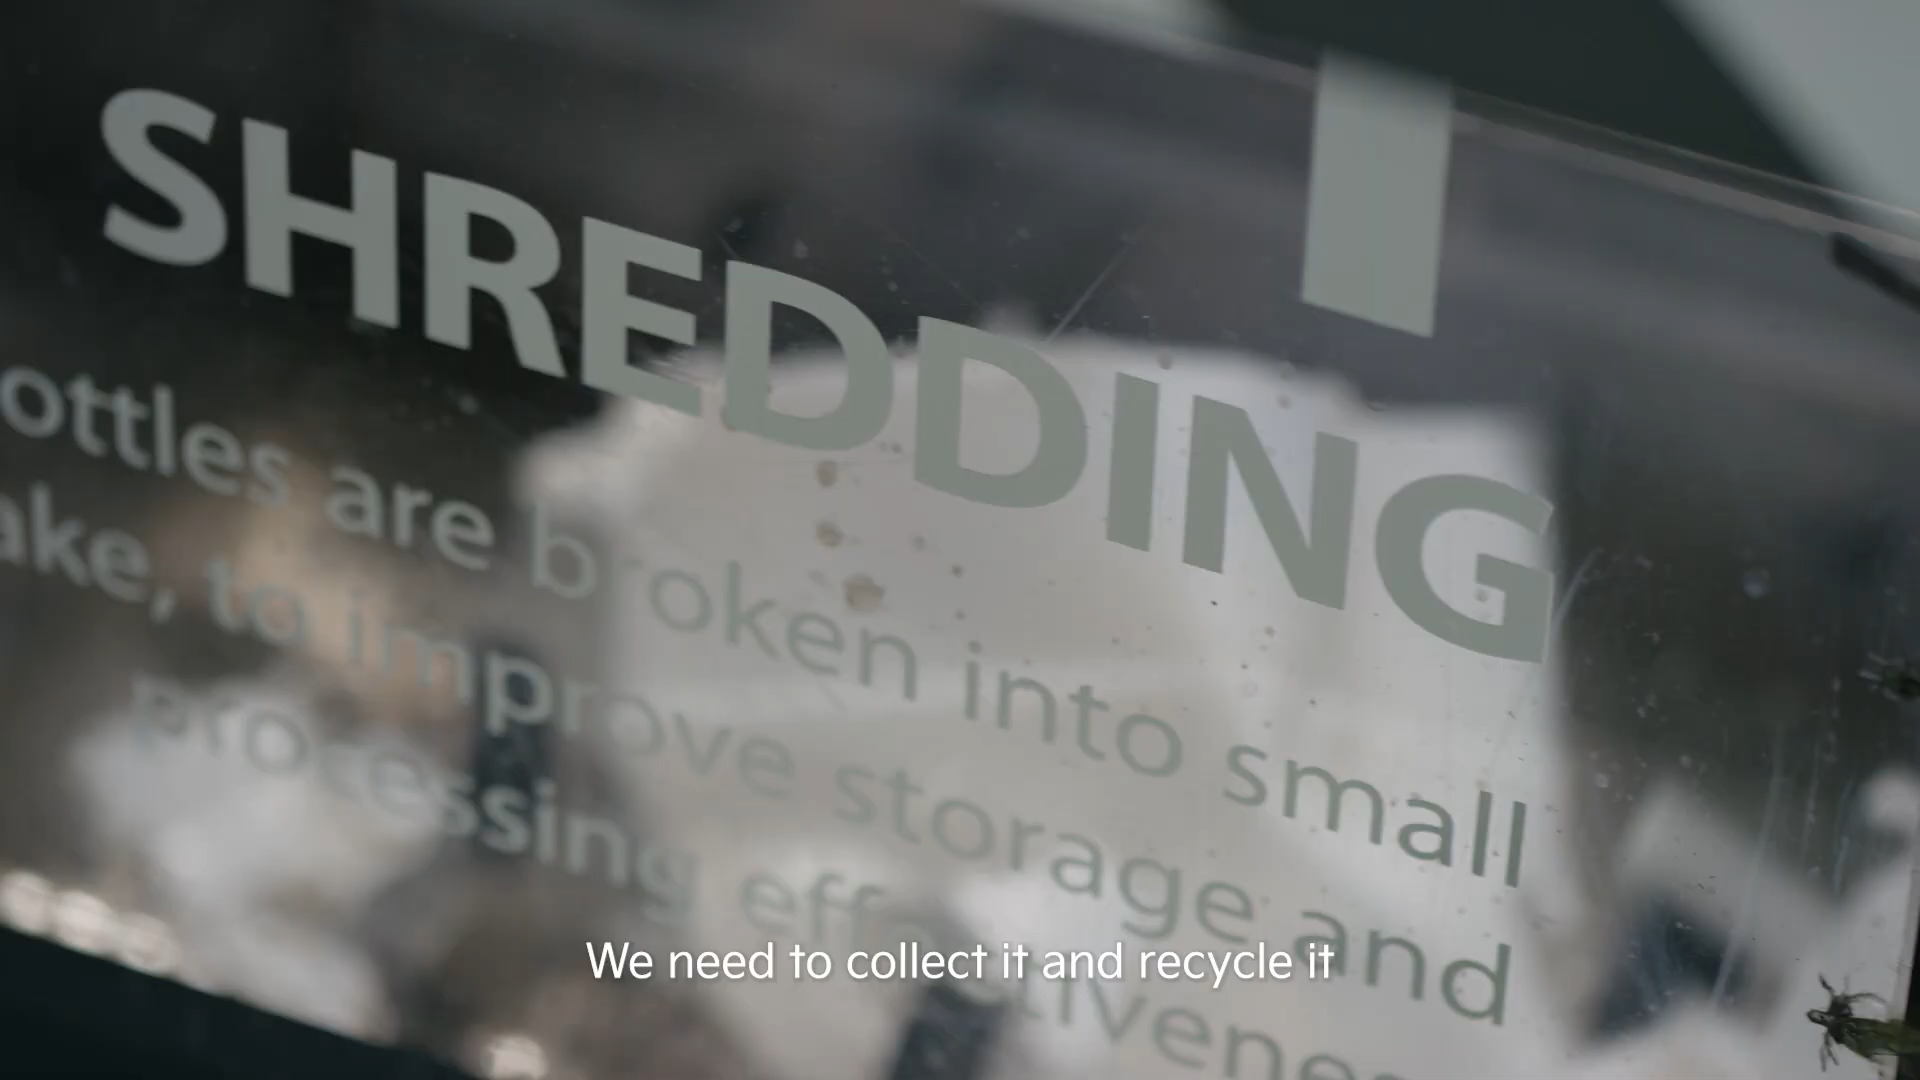 SHREDDING
ottles are broken into small
ake, to improve storage and
processing effectivenes
We need to collect it and recycle it